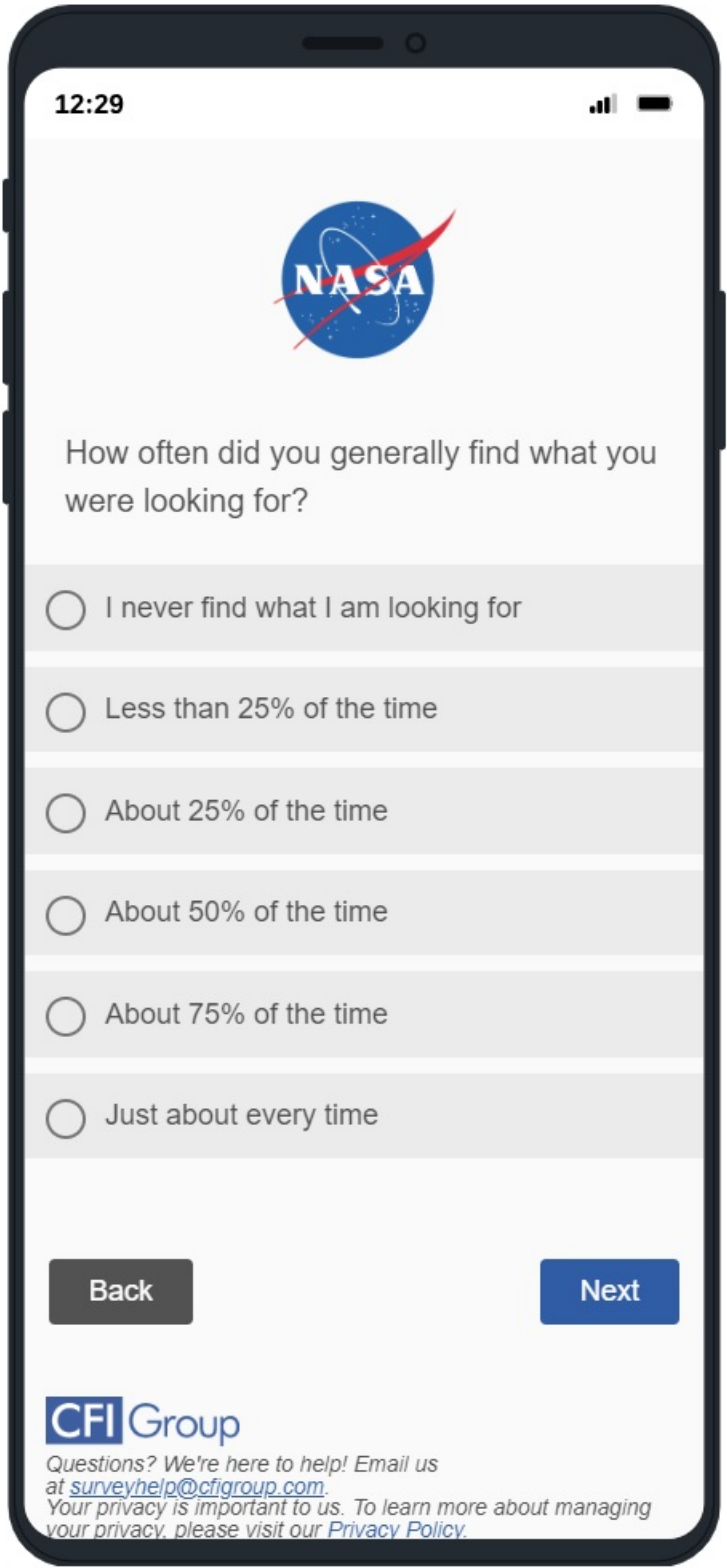 12:29
NASA
How often did you generally find what you
were looking for?
I never find what I am looking for
Less than 25% of the time
About 25% of the time
About 50% of the time
About 75% of the time
Just about every time
Back
Next
CFI Group
Questions? We're here to help! Email us
at surveyhelp@cfigroup.com.
Your privacy is important to us. To learn more about managing
your privacy, please visit our Privacy Policy.